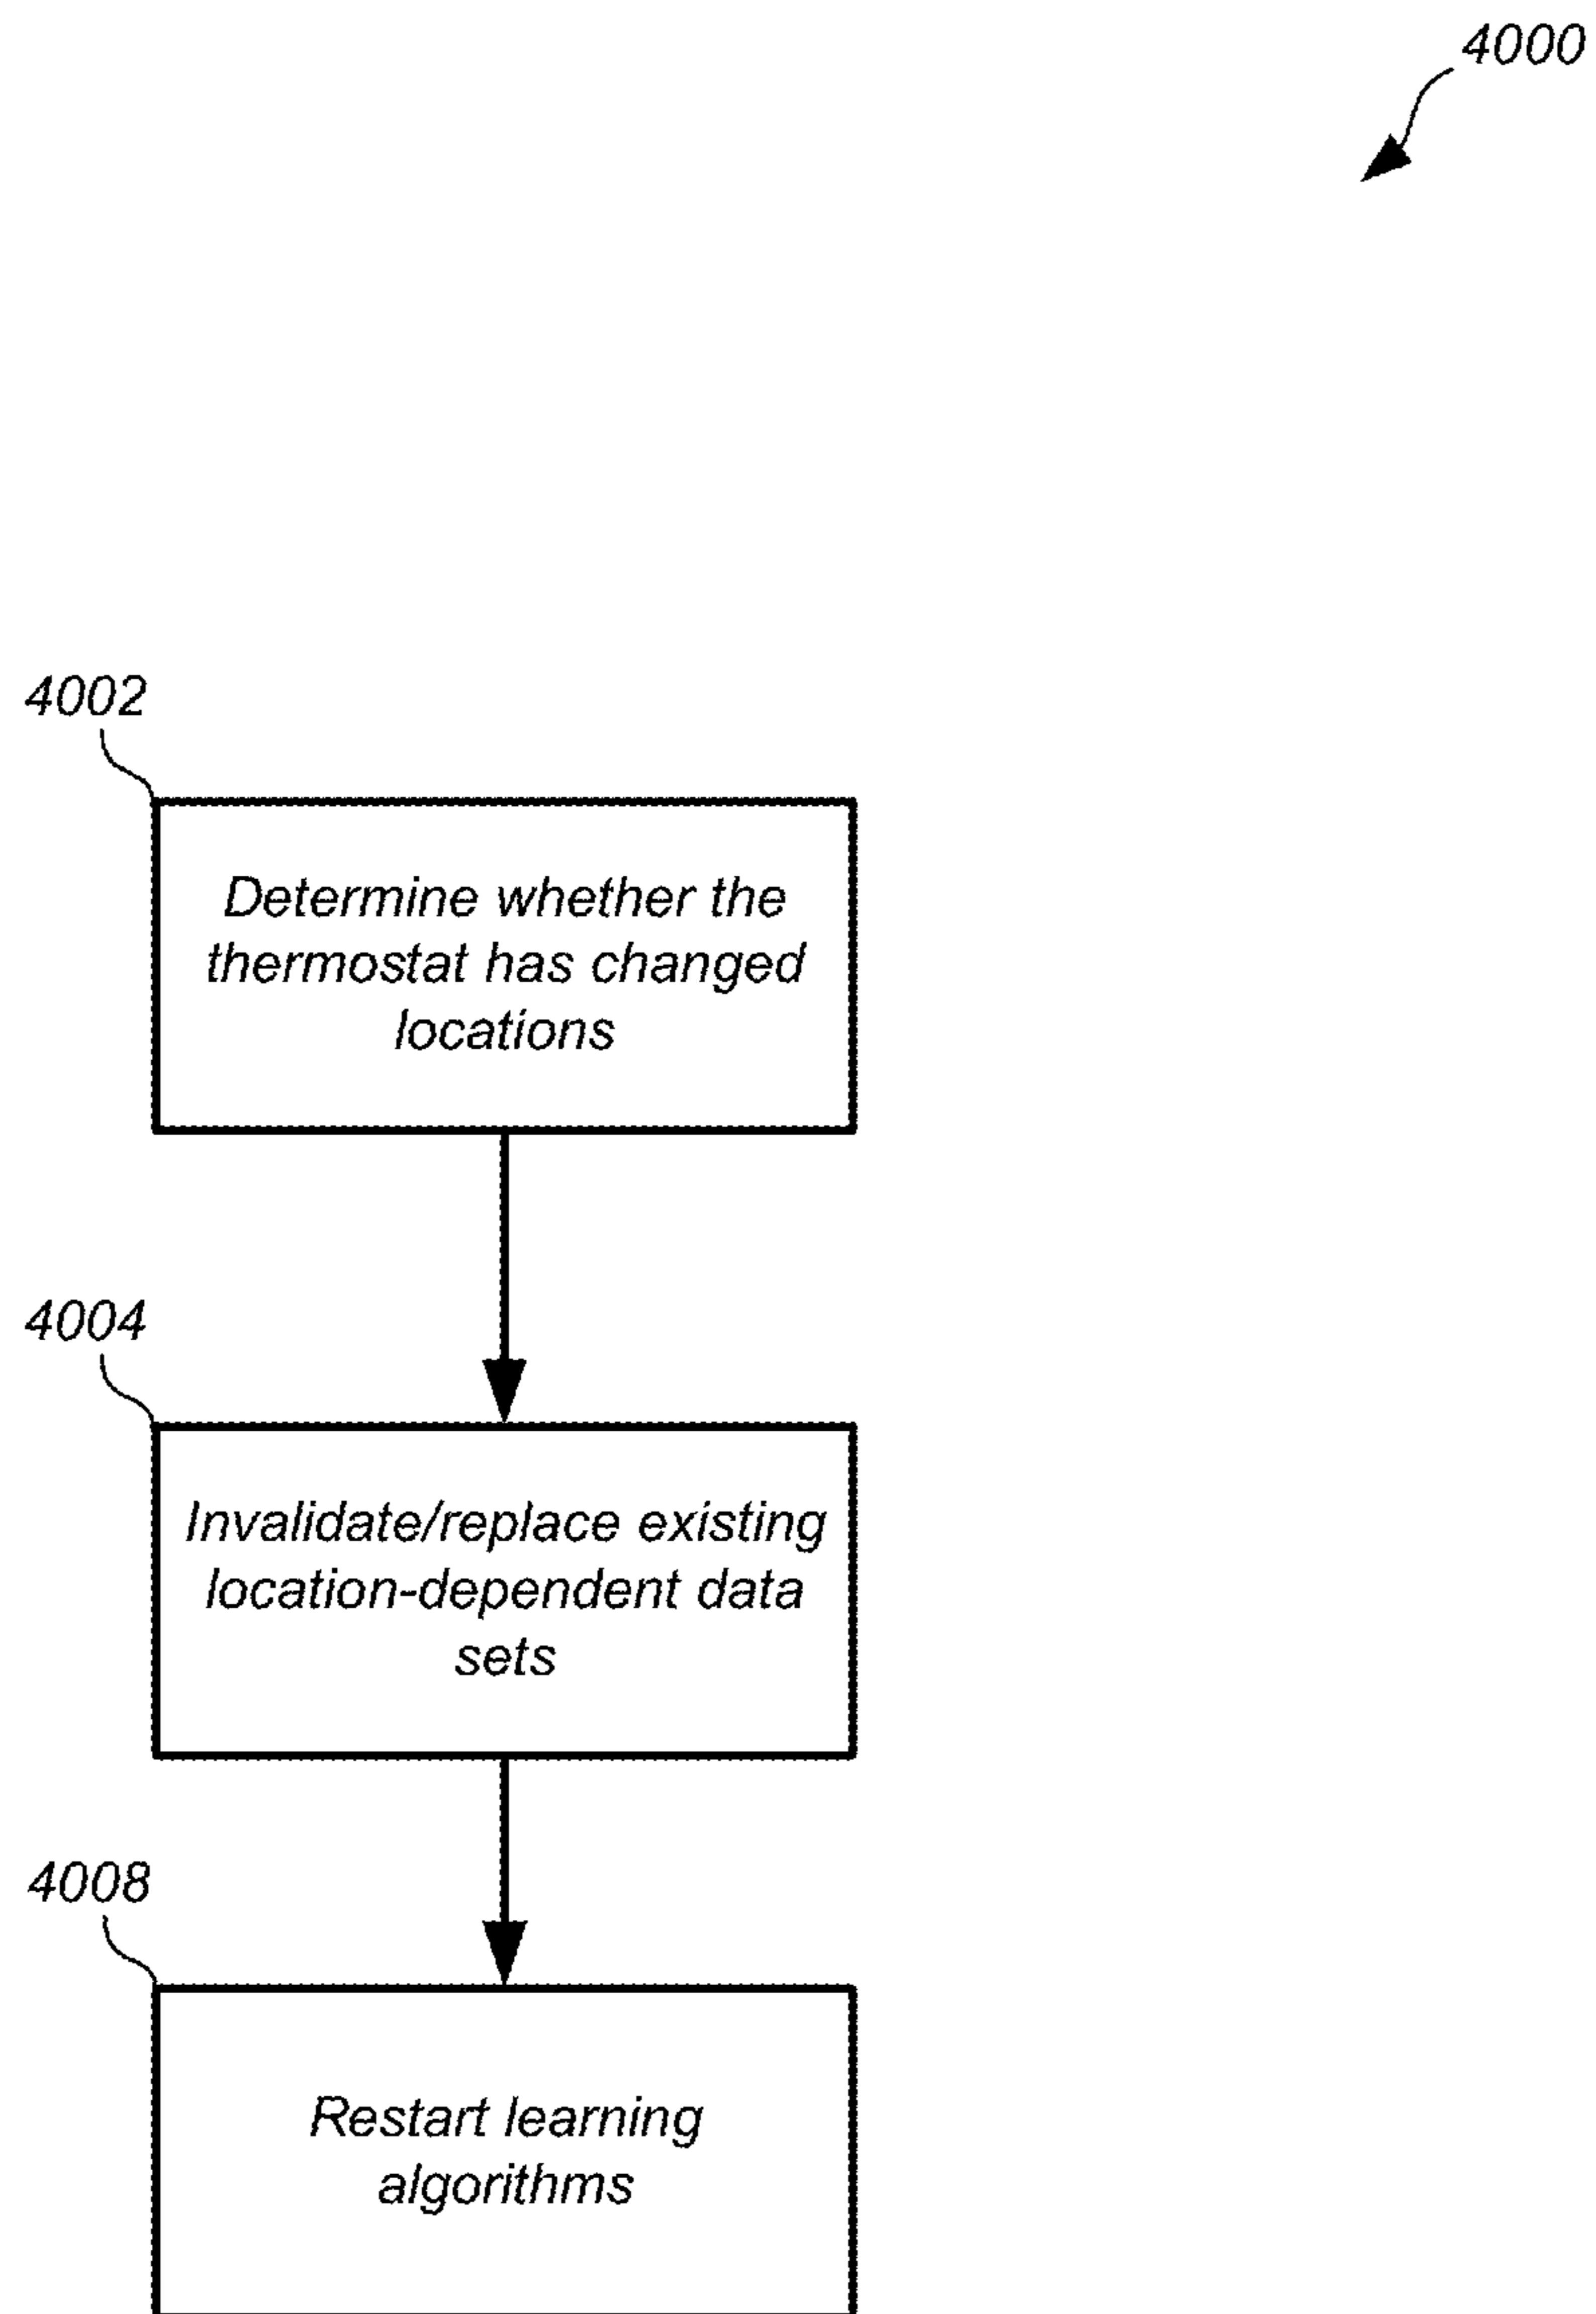 4000
4002
Determine whether the
thermostat has changed
locations
4004
Invalidate/replace existing
location-dependent data
sets
4008
Restart learning
algorithms